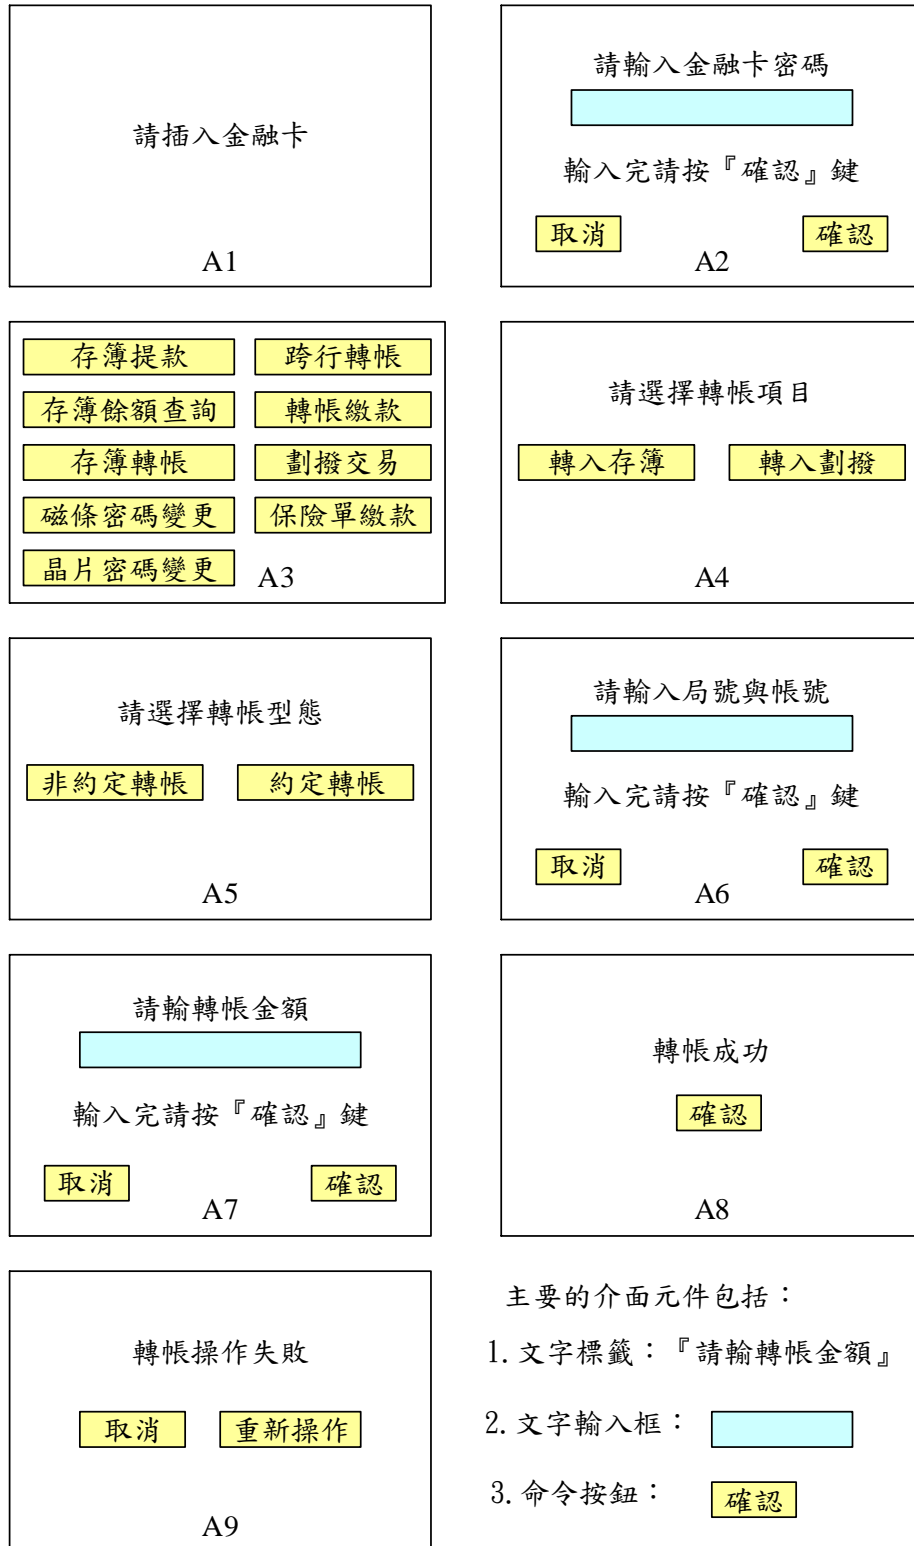 請插入金融卡
A1
請輸入金融卡密碼
輸入完請按『確認』鍵
取消 確認
A2
存簿提款 跨行轉帳
存簿餘額查詢 轉帳繳款
存簿轉帳 劃撥交易
磁條密碼變更 保險單繳款
晶片密碼變更
A3
請選擇轉帳項目
轉入存簿 轉入劃撥
A4
請選擇轉帳型態
非約定轉帳 約定轉帳
A5
請輸入局號與帳號
輸入完請按『確認』鍵
取消 確認
A6
請輸轉帳金額
輸入完請按『確認』鍵
取消 確認
A7
轉帳成功
確認
A8
轉帳操作失敗
取消 重新操作
A9
主要的介面元件包括：
1.文字標籤：『請輸轉帳金額』
2.文字輸入框：
3.命令按鈕： 確認